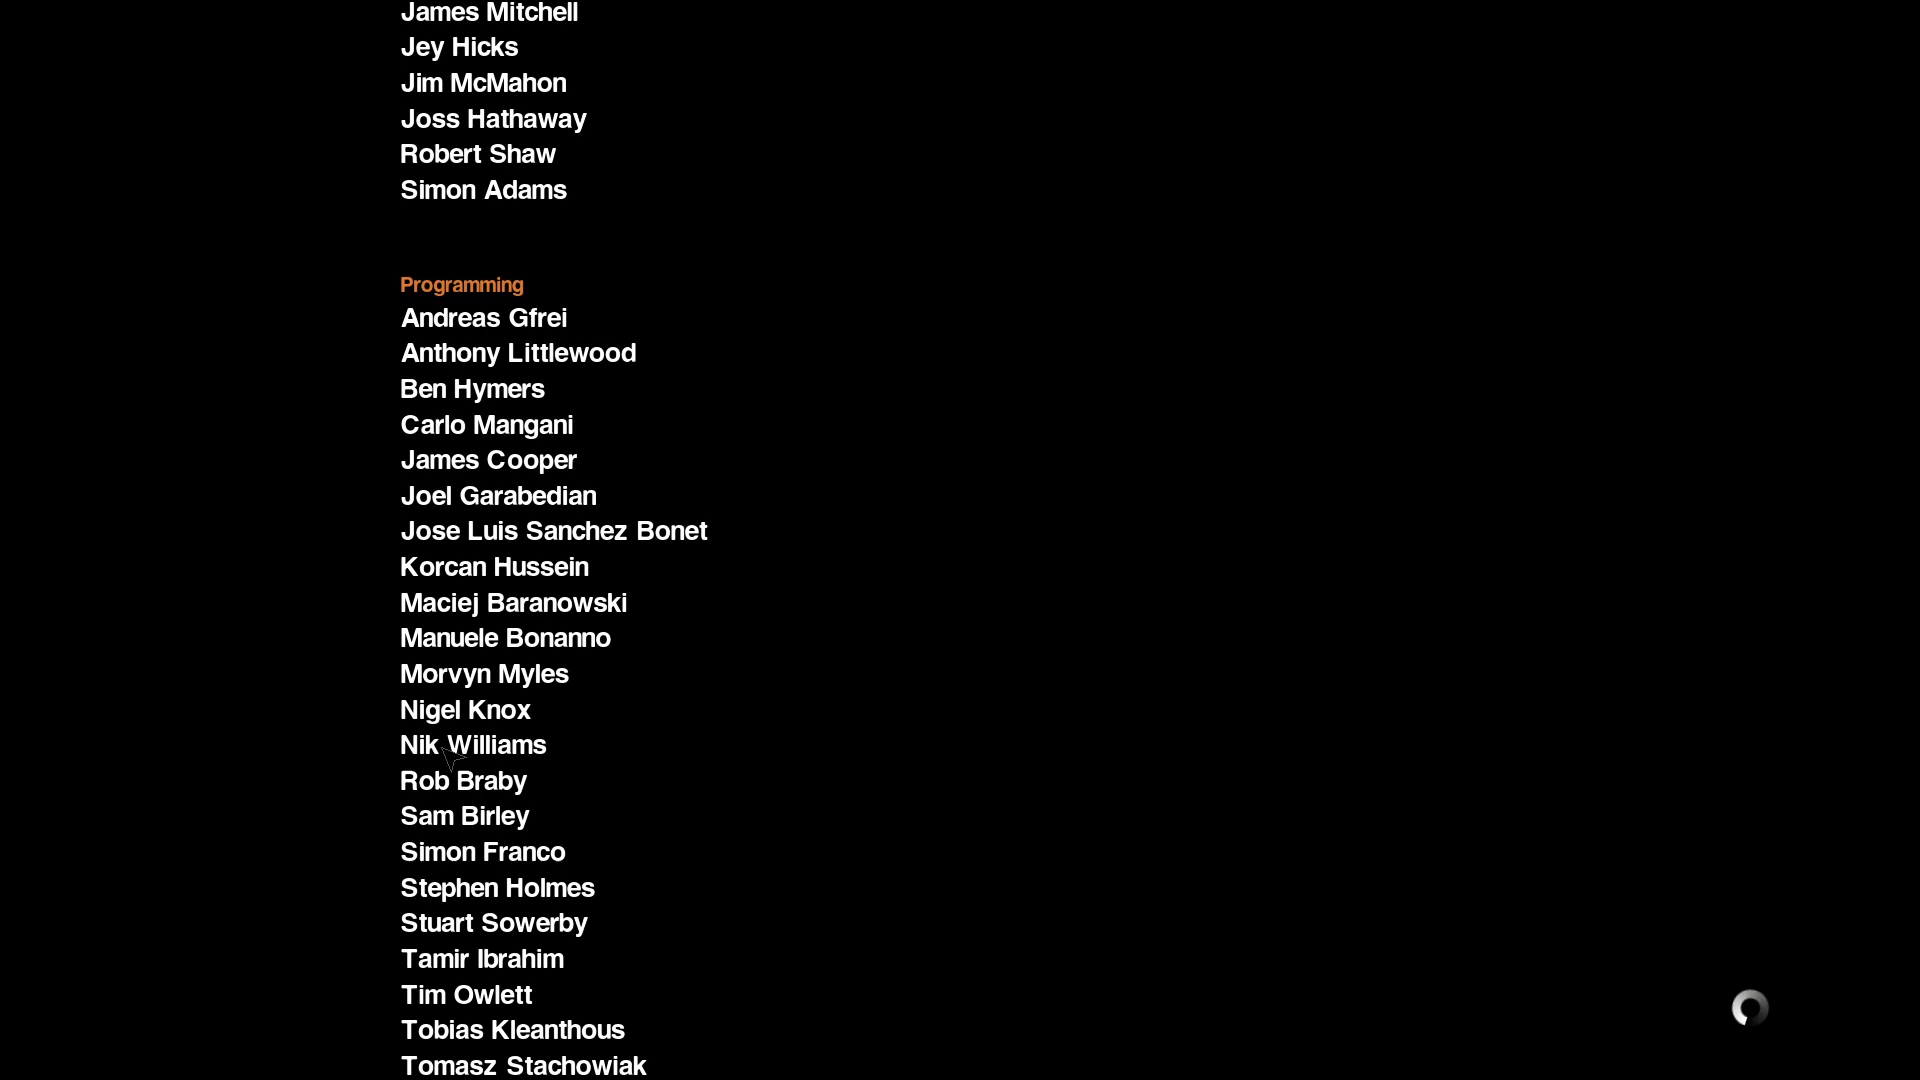 James Mitchell
Jey Hicks
Jim McMahon
Joss Hathaway
Robert Shaw
Simon Adams
Programming
Andreas Gfrei
Anthony Littlewood
Ben Hymers
Carlo Mangani
James Cooper
Joel Garabedian
Jose Luis Sanchez Bonet
Korcan Hussein
Maciej Baranowski
Manuele Bonanno
Morvyn Myles
Nigel Knox
Nik Williams
Rob Braby
Sam Birley
Simon Franco
Stephen Holmes
Stuart Sowerby
Tamir Ibrahim
Tim Owlett
Tobias Kleanthous
Tomasz Stachowiak